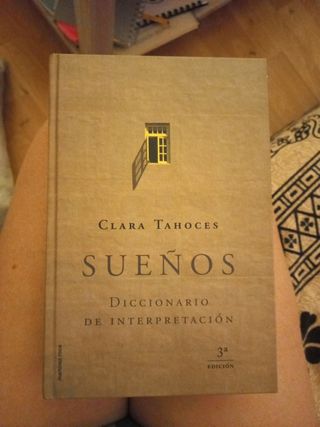 CLARA TAHOCES
SUEÑOS
DICCIONARIO
DE INTERPRETACIÓN
3ª
EDICIÓN